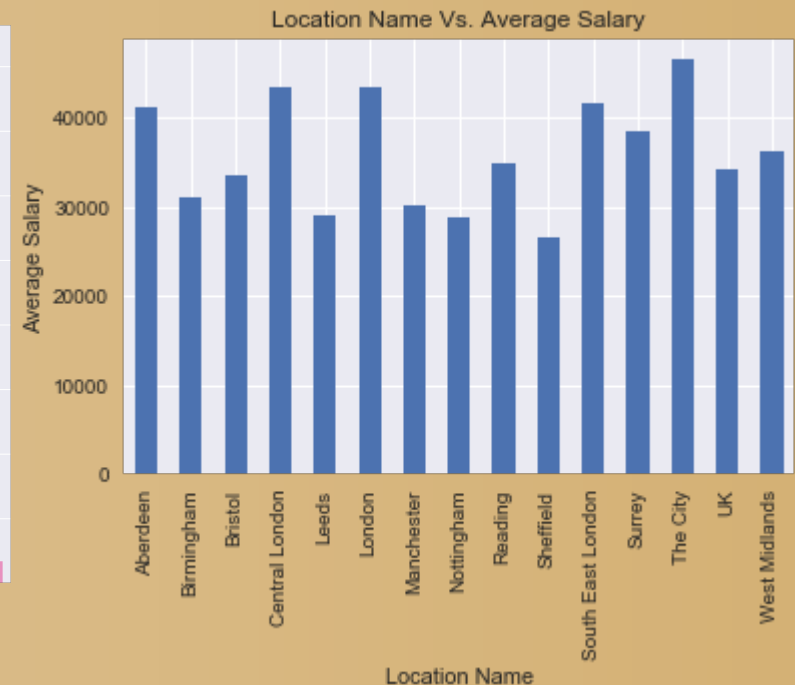 Location Name Vs. Average Salary
Average Salary
40000
30000
20000
10000
0
Aberdeen
Birmingham
Bristol
Central London
Leeds
London
Manchester
Nottingham
Reading
Sheffield
South East London
Surrey
The City
UK
West Midlands
Location Name